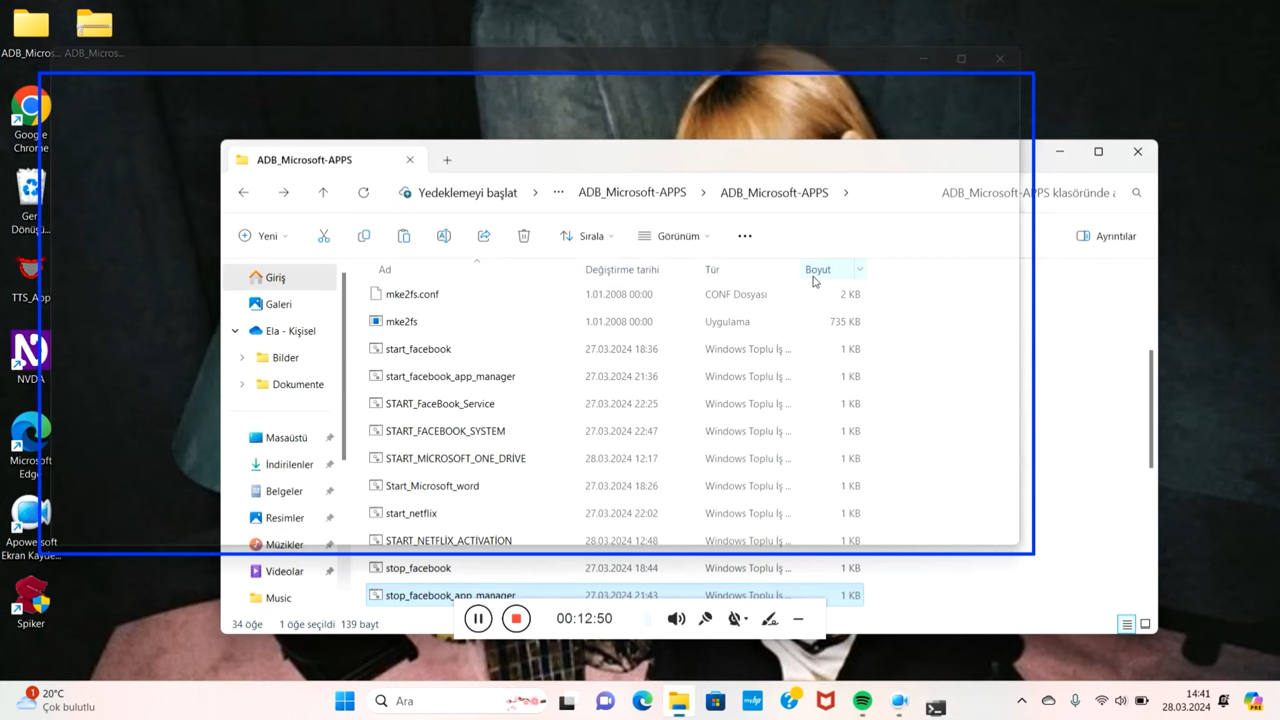 ADB_Micros...
ADB_Micros...
Google
Chrome
Geri
Dönüşü...
TTS_App
NVDA
Microsoft
Edge
Apowersoft
Ekran Kayde...
Spiker
ADB_Microsoft-APPS
Yedeklemeyi başlat
ADB_Microsoft-APPS
ADB_Microsoft-APPS
ADB_Microsoft-APPS klasöründe a
Yeni
Sırala
Görünüm
Ayrıntılar
Giriş
Galeri
Ela - Kişisel
Bilder
Dokumente
Masaüstü
İndirilenler
Belgeler
Resimler
Müzikler
Videolar
Music
Ad Değiştirme tarihi Tür Boyut
mke2fs.conf 1.01.2008 00:00 CONF Dosyası 2 KB
mke2fs 1.01.2008 00:00 Uygulama 735 KB
start_facebook 27.03.2024 18:36 Windows Toplu İş ... 1 KB
start_facebook_app_manager 27.03.2024 21:36 Windows Toplu İş ... 1 KB
START_FaceBook_Service 27.03.2024 22:25 Windows Toplu İş ... 1 KB
START_FACEBOOK_SYSTEM 27.03.2024 22:47 Windows Toplu İş ... 1 KB
START_MİCROSOFT_ONE_DRİVE 28.03.2024 12:17 Windows Toplu İş ... 1 KB
Start_Microsoft_word 27.03.2024 18:26 Windows Toplu İş ... 1 KB
start_netflix 27.03.2024 22:02 Windows Toplu İş ... 1 KB
START_NETFLİX_ACTIVATİON 28.03.2024 12:48 Windows Toplu İş ... 1 KB
stop_facebook 27.03.2024 18:44 Windows Toplu İş ... 1 KB
stop_facebook_app_manager 27.03.2024 21:43 Windows Toplu İş ... 1 KB
34 öğe 1 öğe seçildi 139 bayt
00:12:50
1
20°C
Çok bulutlu
Ara
myhp
14:41
28.03.2024
PRE